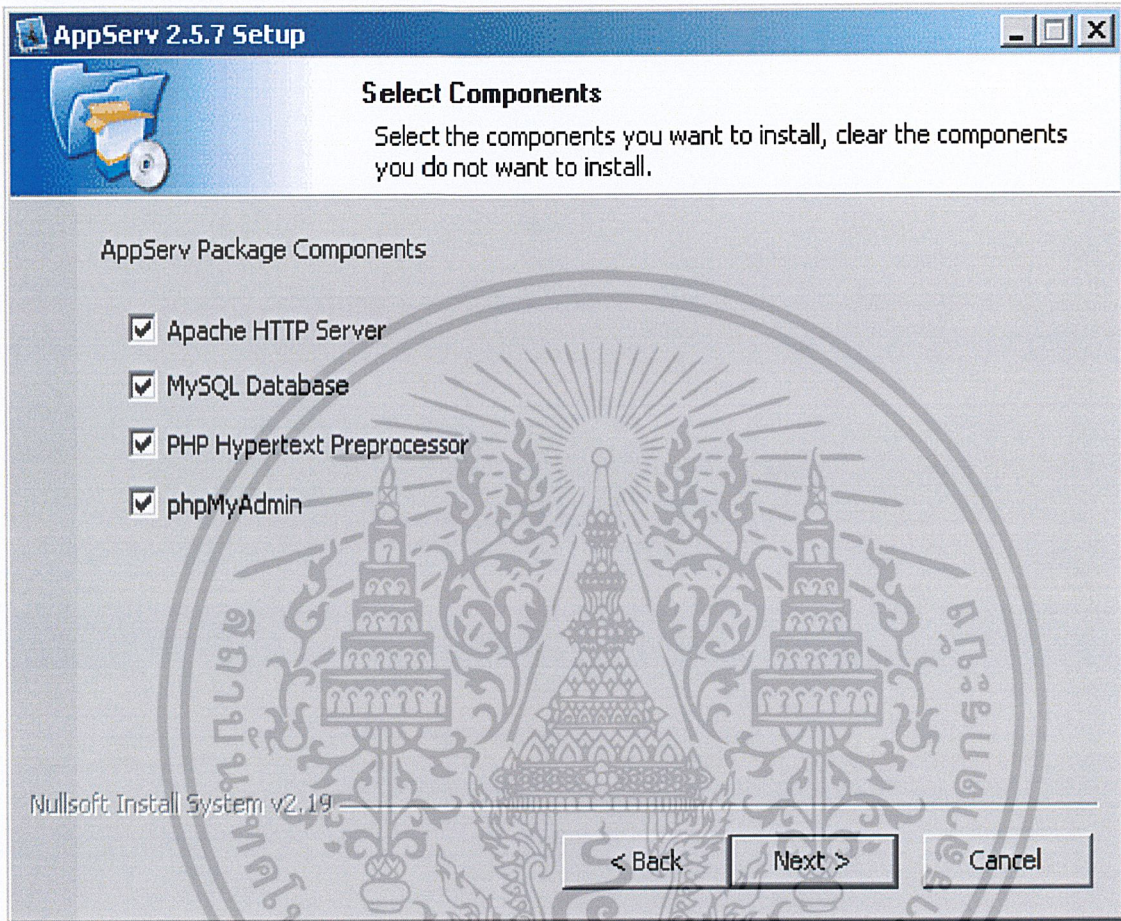 AppServ 2.5.7 Setup
Select Components
Select the components you want to install, clear the components
you do not want to install.
AppServ Package Components
Apache HTTP Server
MySQL Database
PHP Hypertext Preprocessor
phpMyAdmin
Nullsoft Install System v2.19
< Back
Next >
Cancel